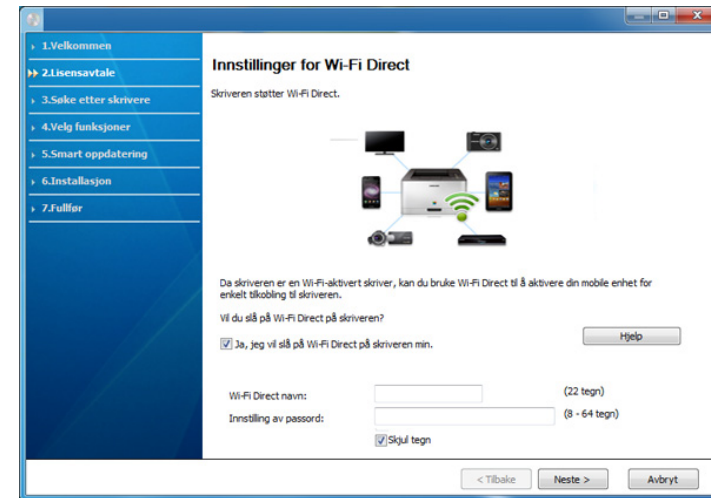 1.Velkommen
2.Lisensavtale
3.Søke etter skrivere
4.Velg funksjoner
5.Smart oppdatering
6.Installasjon
7.Fullfør
Innstillinger for Wi-Fi Direct
Skriveren støtter Wi-Fi Direct.
Da skriveren er en Wi-Fi-aktivert skriver, kan du bruke Wi-Fi Direct til å aktivere din mobile enhet for
enkelt tilkobling til skriveren.
Vil du slå på Wi-Fi Direct på skriveren?
Ja, jeg vil slå på Wi-Fi Direct på skriveren min.
Hjelp
Wi-Fi Direct navn:
(22 tegn)
Innstilling av passord:
(8 - 64 tegn)
Skjul tegn
< Tilbake
Neste >
Avbryt